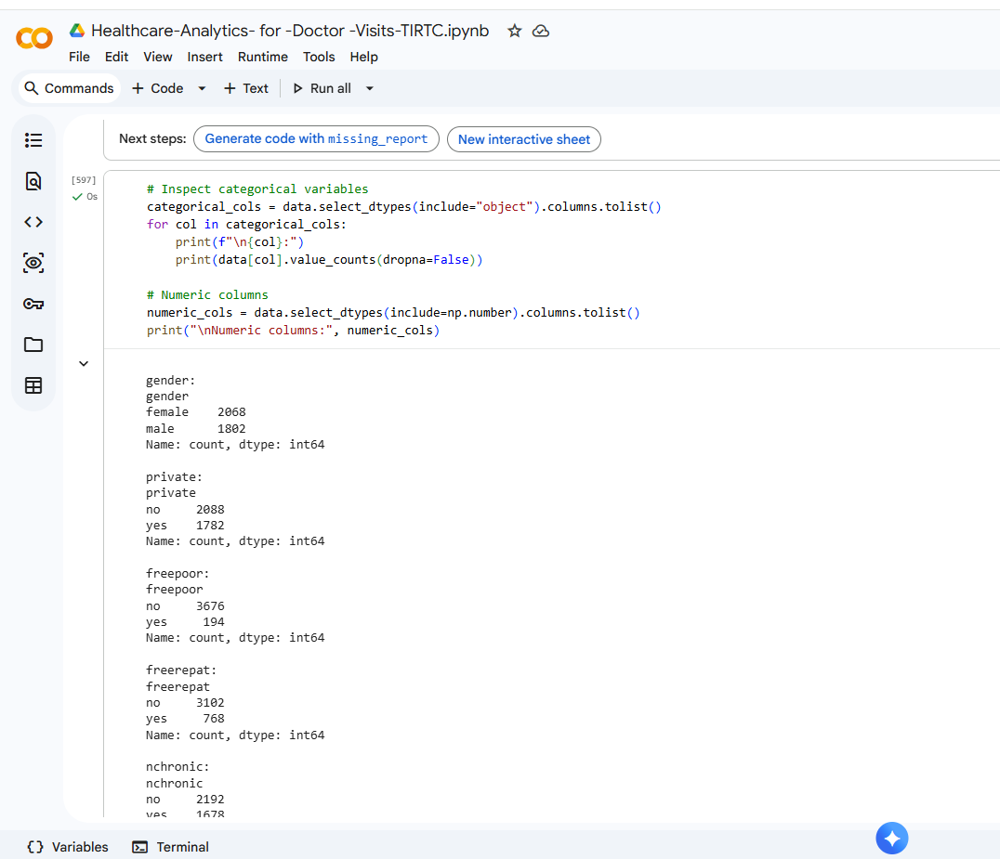 Healthcare-Analytics- for -Doctor -Visits-TIRTC.ipynb
File Edit View Insert Runtime Tools Help
Commands + Code + Text Run all
Next steps: Generate code with missing_report New interactive sheet
[597]
0s
# Inspect categorical variables
categorical_cols = data.select_dtypes(include="object").columns.tolist()
for col in categorical_cols:
    print(f"\n{col}:")
    print(data[col].value_counts(dropna=False))
# Numeric columns
numeric_cols = data.select_dtypes(include=np.number).columns.tolist()
print("\nNumeric columns:", numeric_cols)
gender:
gender
female    2068
male      1802
Name: count, dtype: int64
private:
private
no     2088
yes    1782
Name: count, dtype: int64
freepoor:
freepoor
no     3676
yes     194
Name: count, dtype: int64
freerepat:
freerepat
no     3102
yes     768
Name: count, dtype: int64
nchronic:
nchronic
no     2192
yes    1678
Variables Terminal